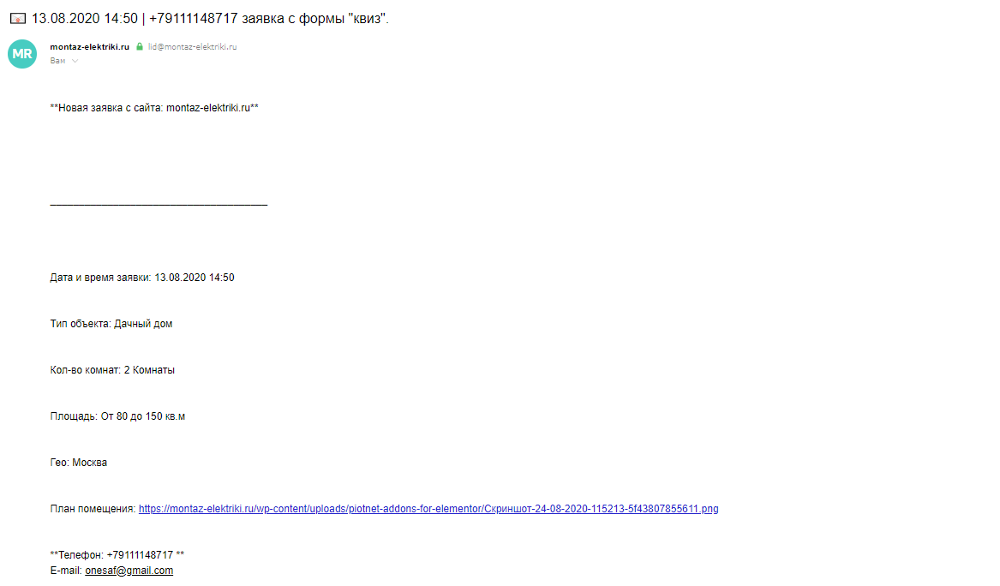 13.08.2020 14:50 | +79111148717 заявка с формы "квиз".
MR
montaz-elektriki.ru lid@montaz-elektriki.ru
Вам
**Новая заявка с сайта: montaz-elektriki.ru**
______________________________________
Дата и время заявки: 13.08.2020 14:50
Тип объекта: Дачный дом
Кол-во комнат: 2 Комнаты
Площадь: От 80 до 150 кв.м
Гео: Москва
План помещения: https://montaz-elektriki.ru/wp-content/uploads/piotnet-addons-for-elementor/Скриншот-24-08-2020-115213-5f43807855611.png
**Телефон: +79111148717 **
E-mail: onesaf@gmail.com